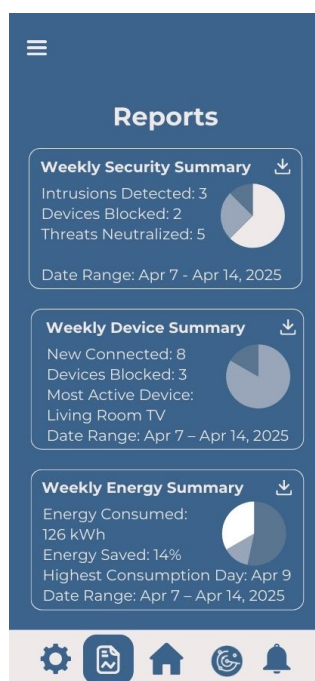 Reports
Weekly Security Summary
Intrusions Detected: 3
Devices Blocked: 2
Threats Neutralized: 5
Date Range: Apr 7 - Apr 14, 2025
Weekly Device Summary
New Connected: 8
Devices Blocked: 3
Most Active Device:
Living Room TV
Date Range: Apr 7 – Apr 14, 2025
Weekly Energy Summary
Energy Consumed:
126 kWh
Energy Saved: 14%
Highest Consumption Day: Apr 9
Date Range: Apr 7 – Apr 14, 2025